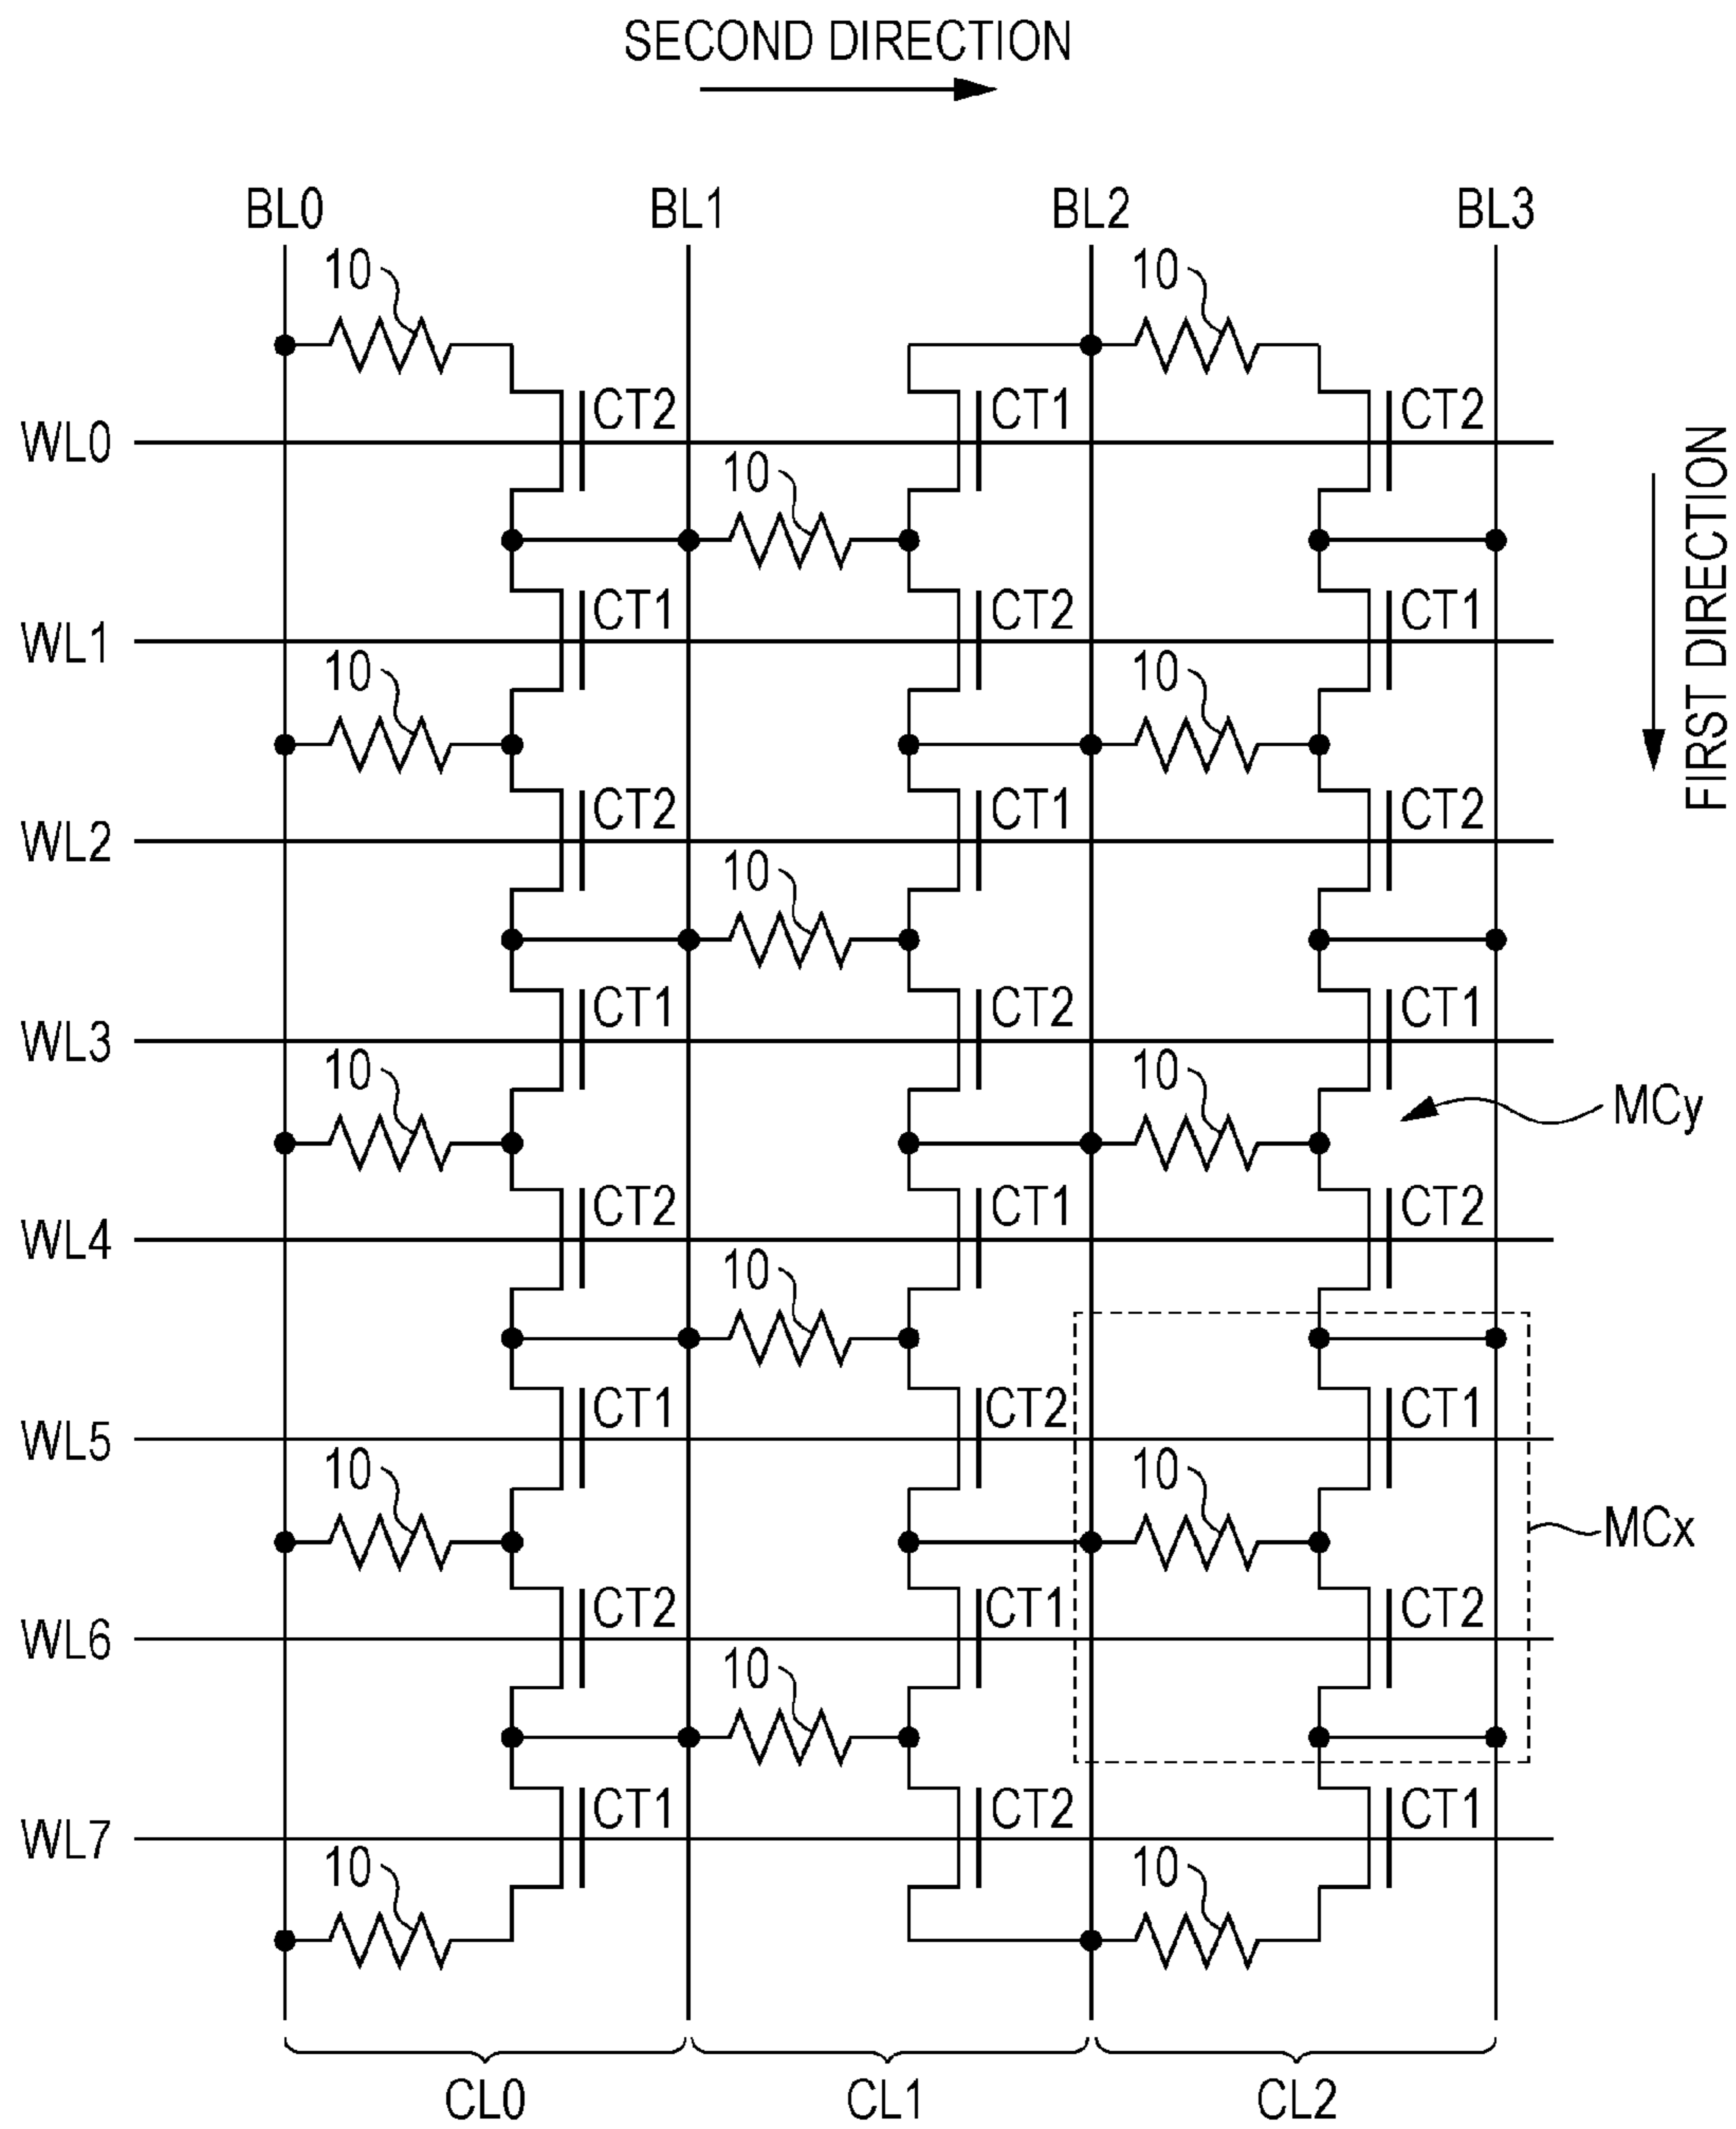 SECOND DIRECTION
BL0 BL1 BL2 BL3
10 10
WL0 CT2 CT1 CT2
10
FIRST DIRECTION
WL1 CT1 CT2 CT1
10 10
WL2 CT2 CT1 CT2
10
WL3 CT1 CT2 CT1
10 10
MCy
WL4 CT2 CT1 CT2
10
WL5 CT1 CT2 CT1
10 10
MCx
WL6 CT2 CT1 CT2
10
WL7 CT1 CT2 CT1
10 10
CL0 CL1 CL2